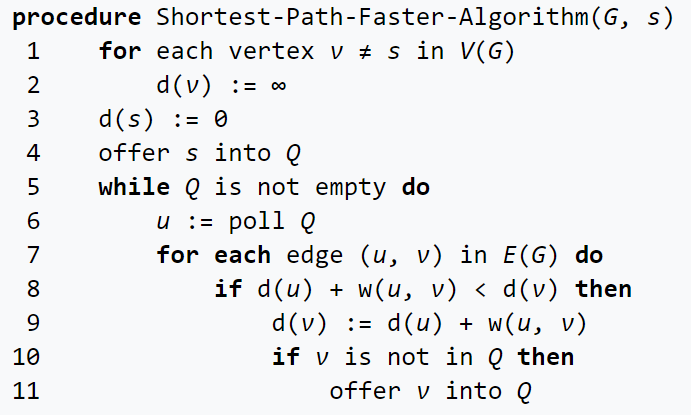 procedure Shortest-Path-Faster-Algorithm(G, s)
1 for each vertex v ≠ s in V(G)
2 d(v) := ∞
3 d(s) := 0
4 offer s into Q
5 while Q is not empty do
6 u := poll Q
7 for each edge (u, v) in E(G) do
8 if d(u) + w(u, v) < d(v) then
9 d(v) := d(u) + w(u, v)
10 if v is not in Q then
11 offer v into Q